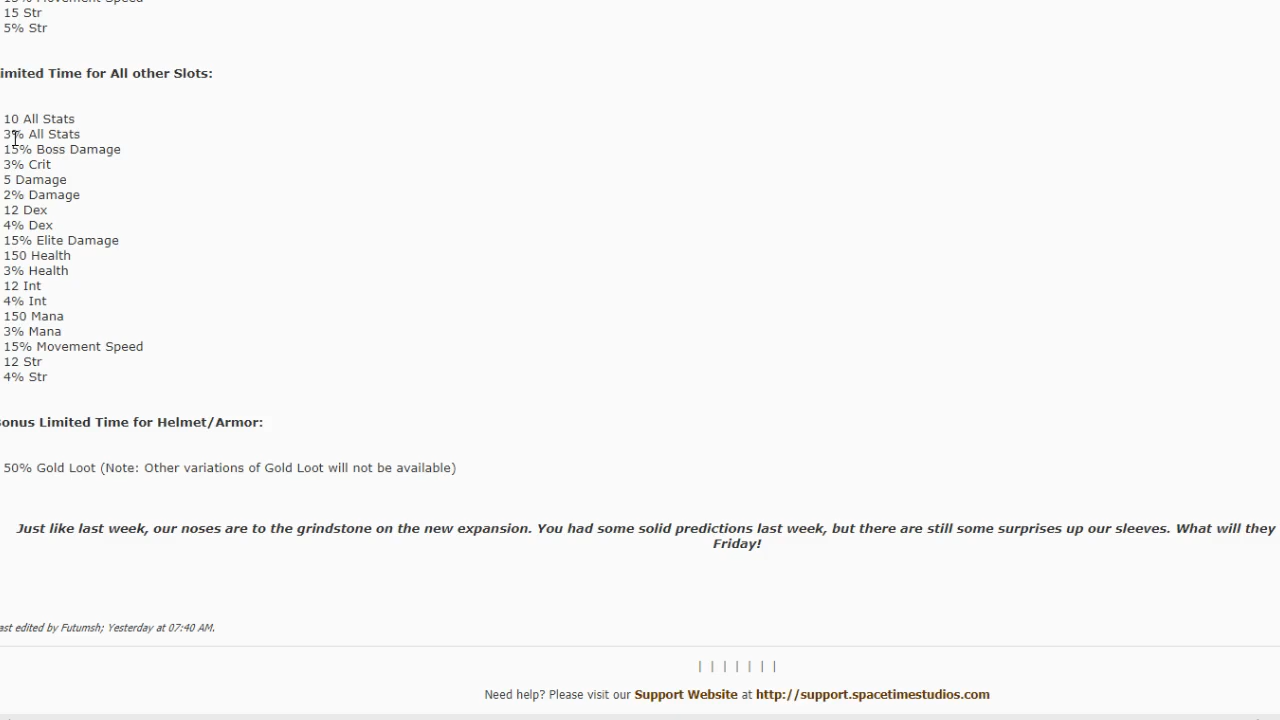 Movement Speed
15 Str
5% Str
imited Time for All other Slots:
10 All Stats
3% All Stats
15% Boss Damage
3% Crit
5 Damage
2% Damage
12 Dex
4% Dex
15% Elite Damage
150 Health
3% Health
12 Int
4% Int
150 Mana
3% Mana
15% Movement Speed
12 Str
4% Str
onus Limited Time for Helmet/Armor:
50% Gold Loot (Note: Other variations of Gold Loot will not be available)
Just like last week, our noses are to the grindstone on the new expansion. You had some solid predictions last week, but there are still some surprises up our sleeves. What will they
Friday!
ast edited by Futumsh; Yesterday at 07:40 AM.
| | | | | | |
Need help? Please visit our Support Website at http://support.spacetimestudios.com